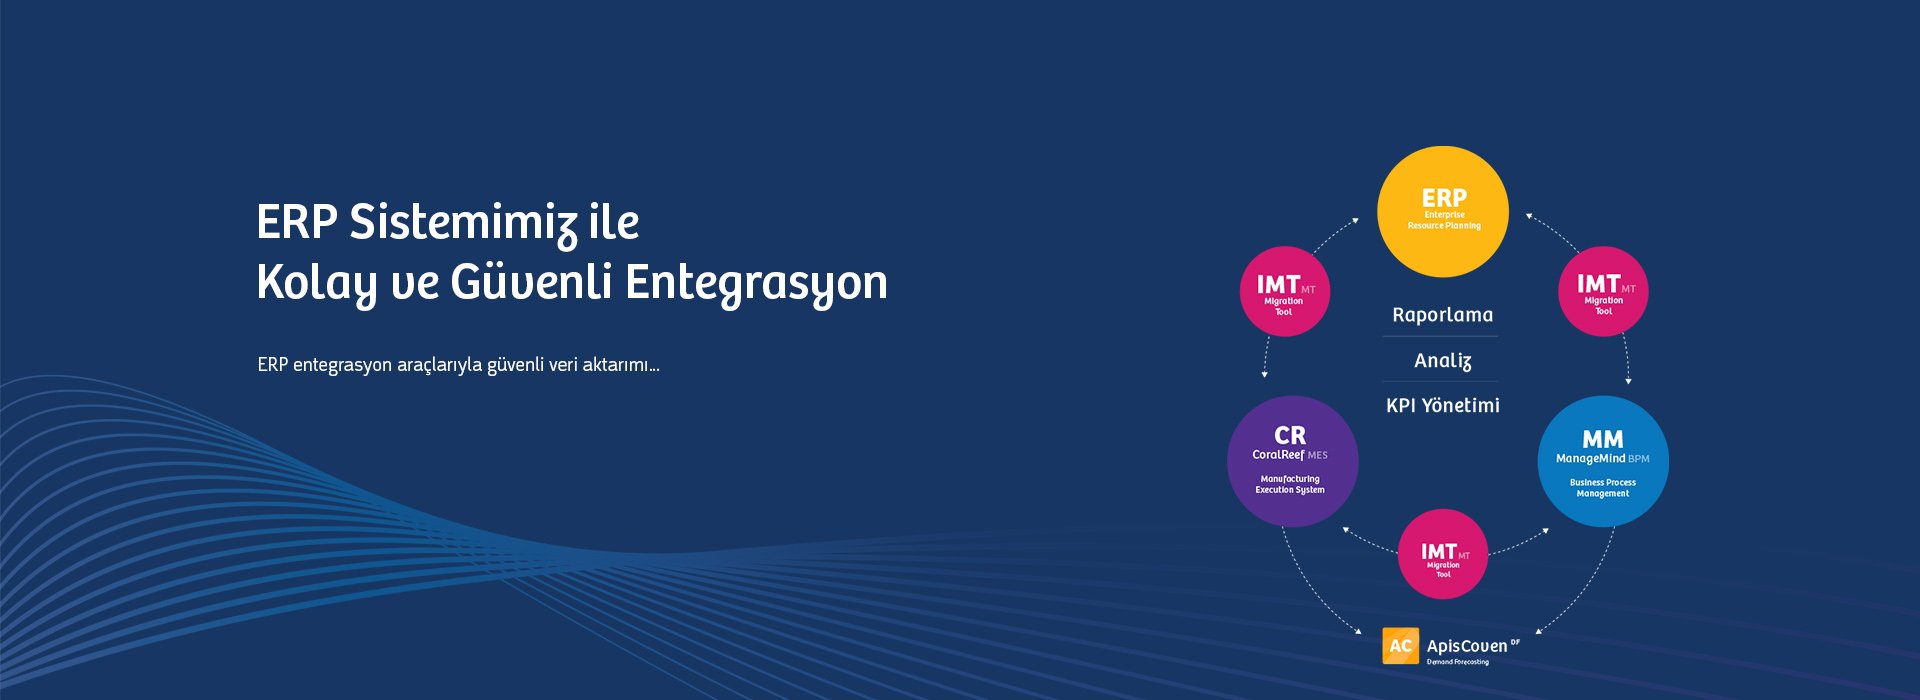 ERP Sistemimiz ile
Kolay ve Güvenli Entegrasyon
ERP entegrasyon araçlarıyla güvenli veri aktarımı...
ERP
Enterprise
Resource Planning
IMT MT
Migration
Tool
IMT MT
Migration
Tool
Raporlama
Analiz
KPI Yönetimi
CR
CoralReef MES
Manufacturing
Execution System
MM
ManageMind BPM
Business Process
Management
IMT MT
Migration
Tool
AC
ApisCoven DF
Demand Forecasting